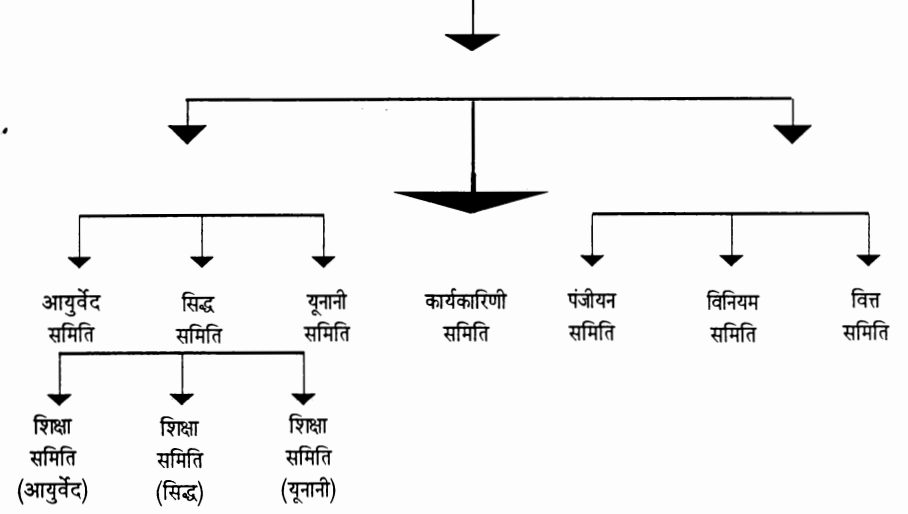 आयुर्वेद
समिति
सिद्ध
समिति
यूनानी
समिति
कार्यकारिणी
समिति
पंजीयन
समिति
विनियम
समिति
वित्त
समिति
शिक्षा
समिति
(आयुर्वेद)
शिक्षा
समिति
(सिद्ध)
शिक्षा
समिति
(यूनानी)